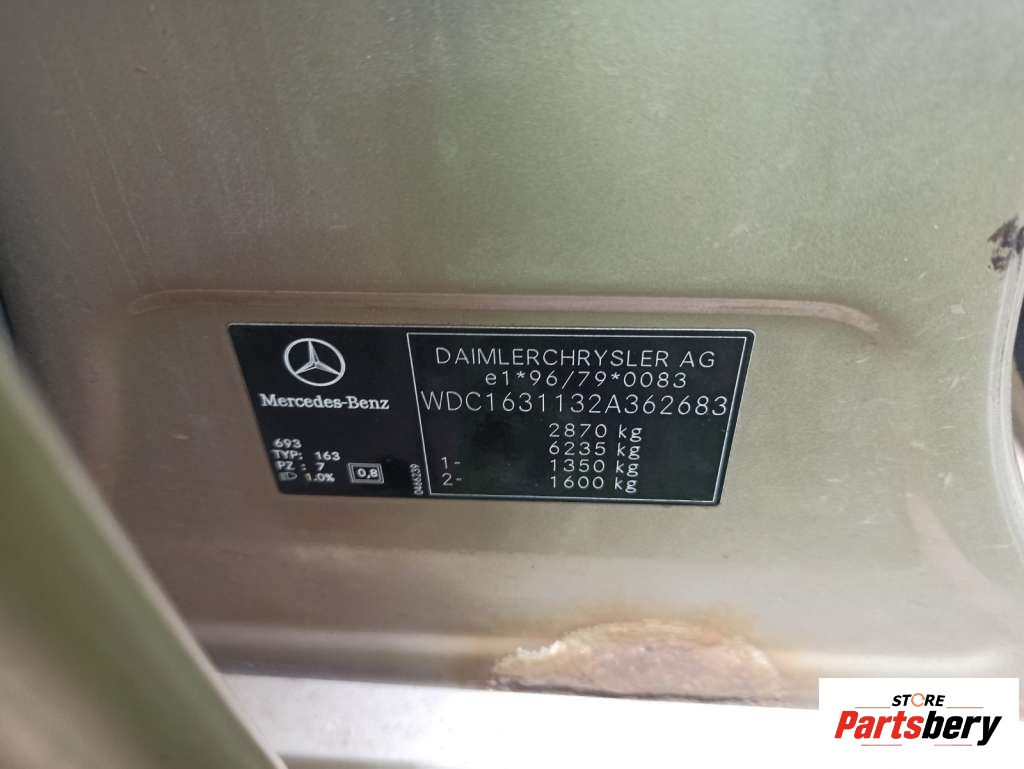 Mercedes-Benz
693
TYP: 163
PZ : 7
1.0%
0,8
0466239
DAIMLERCHRYSLER AG
e1*96/79*0083
WDC1631132A362683
2870 kg
6235 kg
1- 1350 kg
2- 1600 kg
STORE
Partsbery